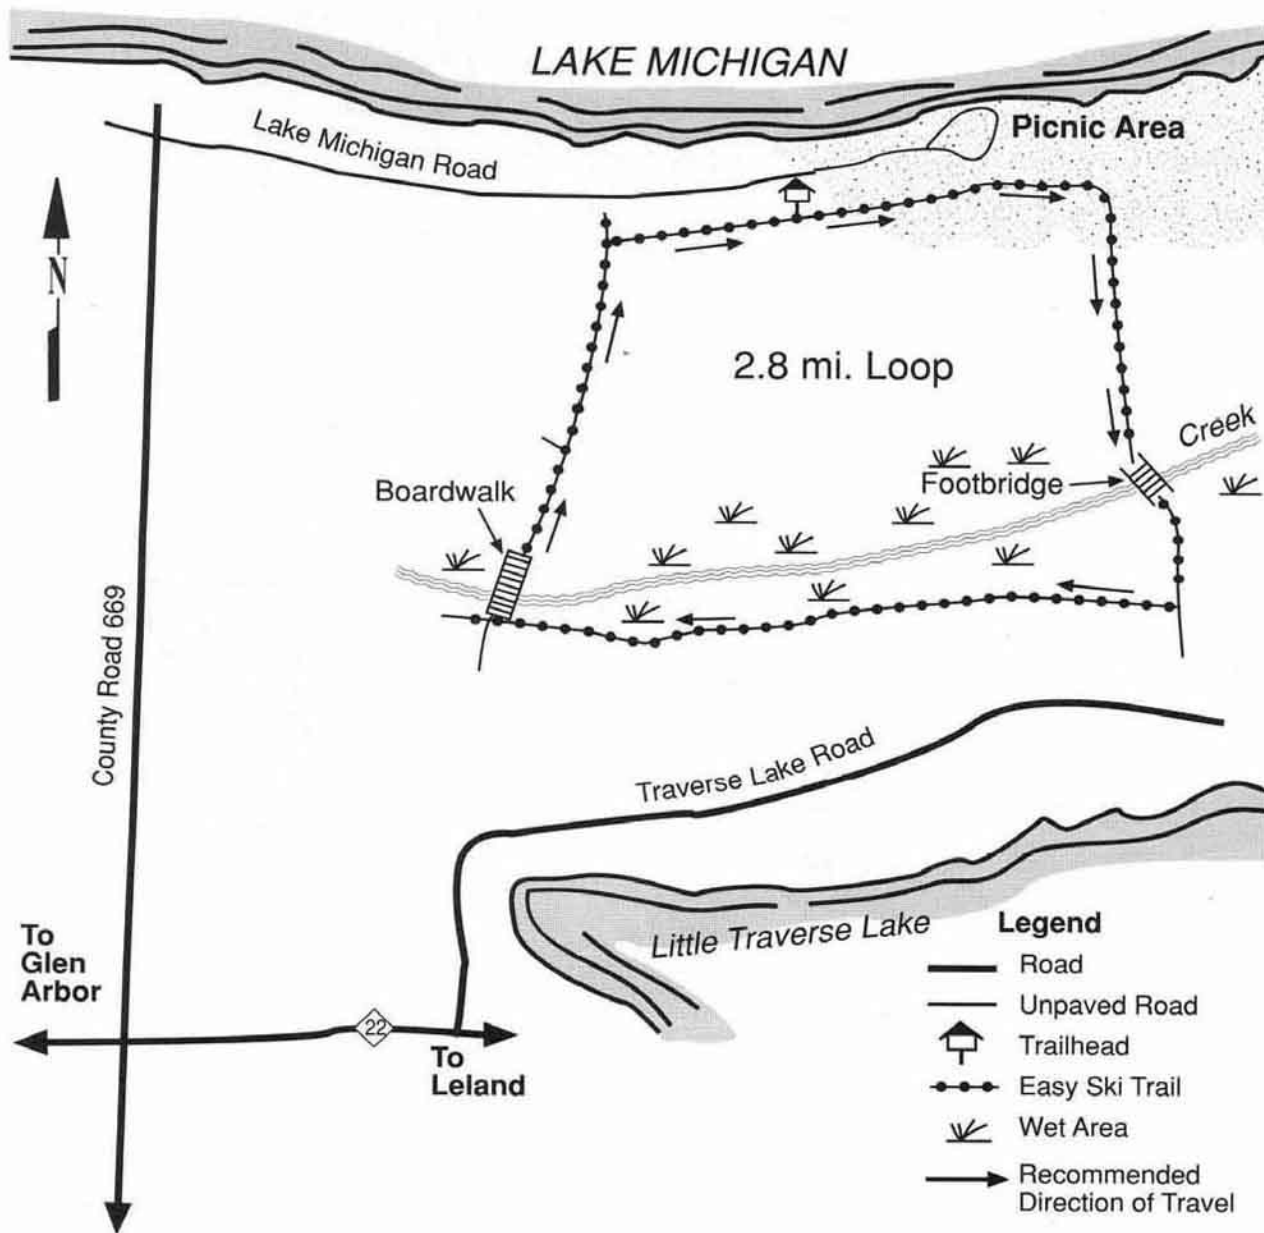 LAKE MICHIGAN
Lake Michigan Road
Picnic Area
N
2.8 mi. Loop
Creek
Boardwalk
Footbridge
County Road 669
Traverse Lake Road
Little Traverse Lake
To
Glen
Arbor
22
To
Leland
Legend
Road
Unpaved Road
Trailhead
Easy Ski Trail
Wet Area
Recommended
Direction of Travel